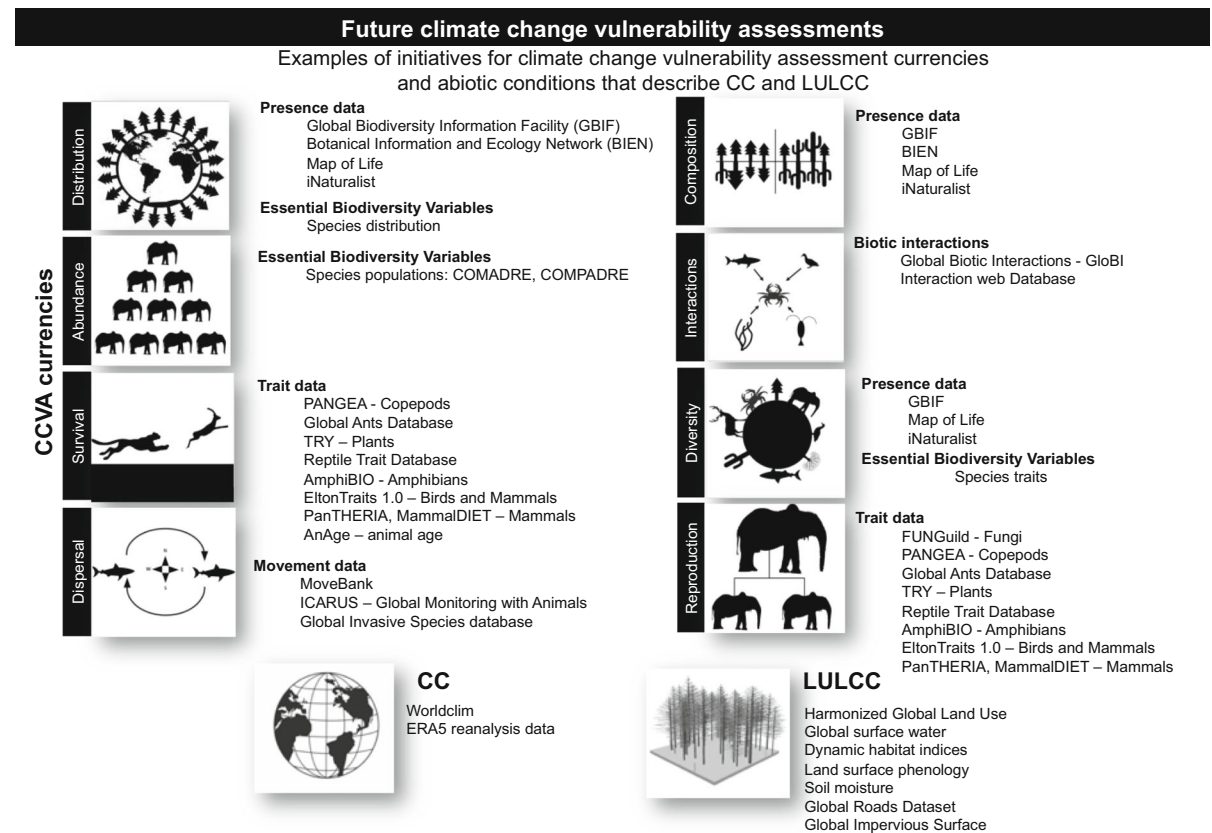 Future climate change vulnerability assessments
Examples of initiatives for climate change vulnerability assessment currencies
and abiotic conditions that describe CC and LULCC
CCVA currencies
Distribution
Presence data
Global Biodiversity Information Facility (GBIF)
Botanical Information and Ecology Network (BIEN)
Map of Life
iNaturalist
Essential Biodiversity Variables
Species distribution
Abundance
Essential Biodiversity Variables
Species populations: COMADRE, COMPADRE
Survival
Trait data
PANGEA - Copepods
Global Ants Database
TRY – Plants
Reptile Trait Database
AmphiBIO - Amphibians
EltonTraits 1.0 – Birds and Mammals
PanTHERIA, MammalDIET – Mammals
AnAge – animal age
Dispersal
N
W
E
S
Movement data
MoveBank
ICARUS – Global Monitoring with Animals
Global Invasive Species database
Composition
Presence data
GBIF
BIEN
Map of Life
iNaturalist
Interactions
Biotic interactions
Global Biotic Interactions - GloBI
Interaction web Database
Diversity
Presence data
GBIF
Map of Life
iNaturalist
Essential Biodiversity Variables
Species traits
Reproduction
Trait data
FUNGuild - Fungi
PANGEA - Copepods
Global Ants Database
TRY – Plants
Reptile Trait Database
AmphiBIO - Amphibians
EltonTraits 1.0 – Birds and Mammals
PanTHERIA, MammalDIET – Mammals
CC
Worldclim
ERA5 reanalysis data
LULCC
Harmonized Global Land Use
Global surface water
Dynamic habitat indices
Land surface phenology
Soil moisture
Global Roads Dataset
Global Impervious Surface